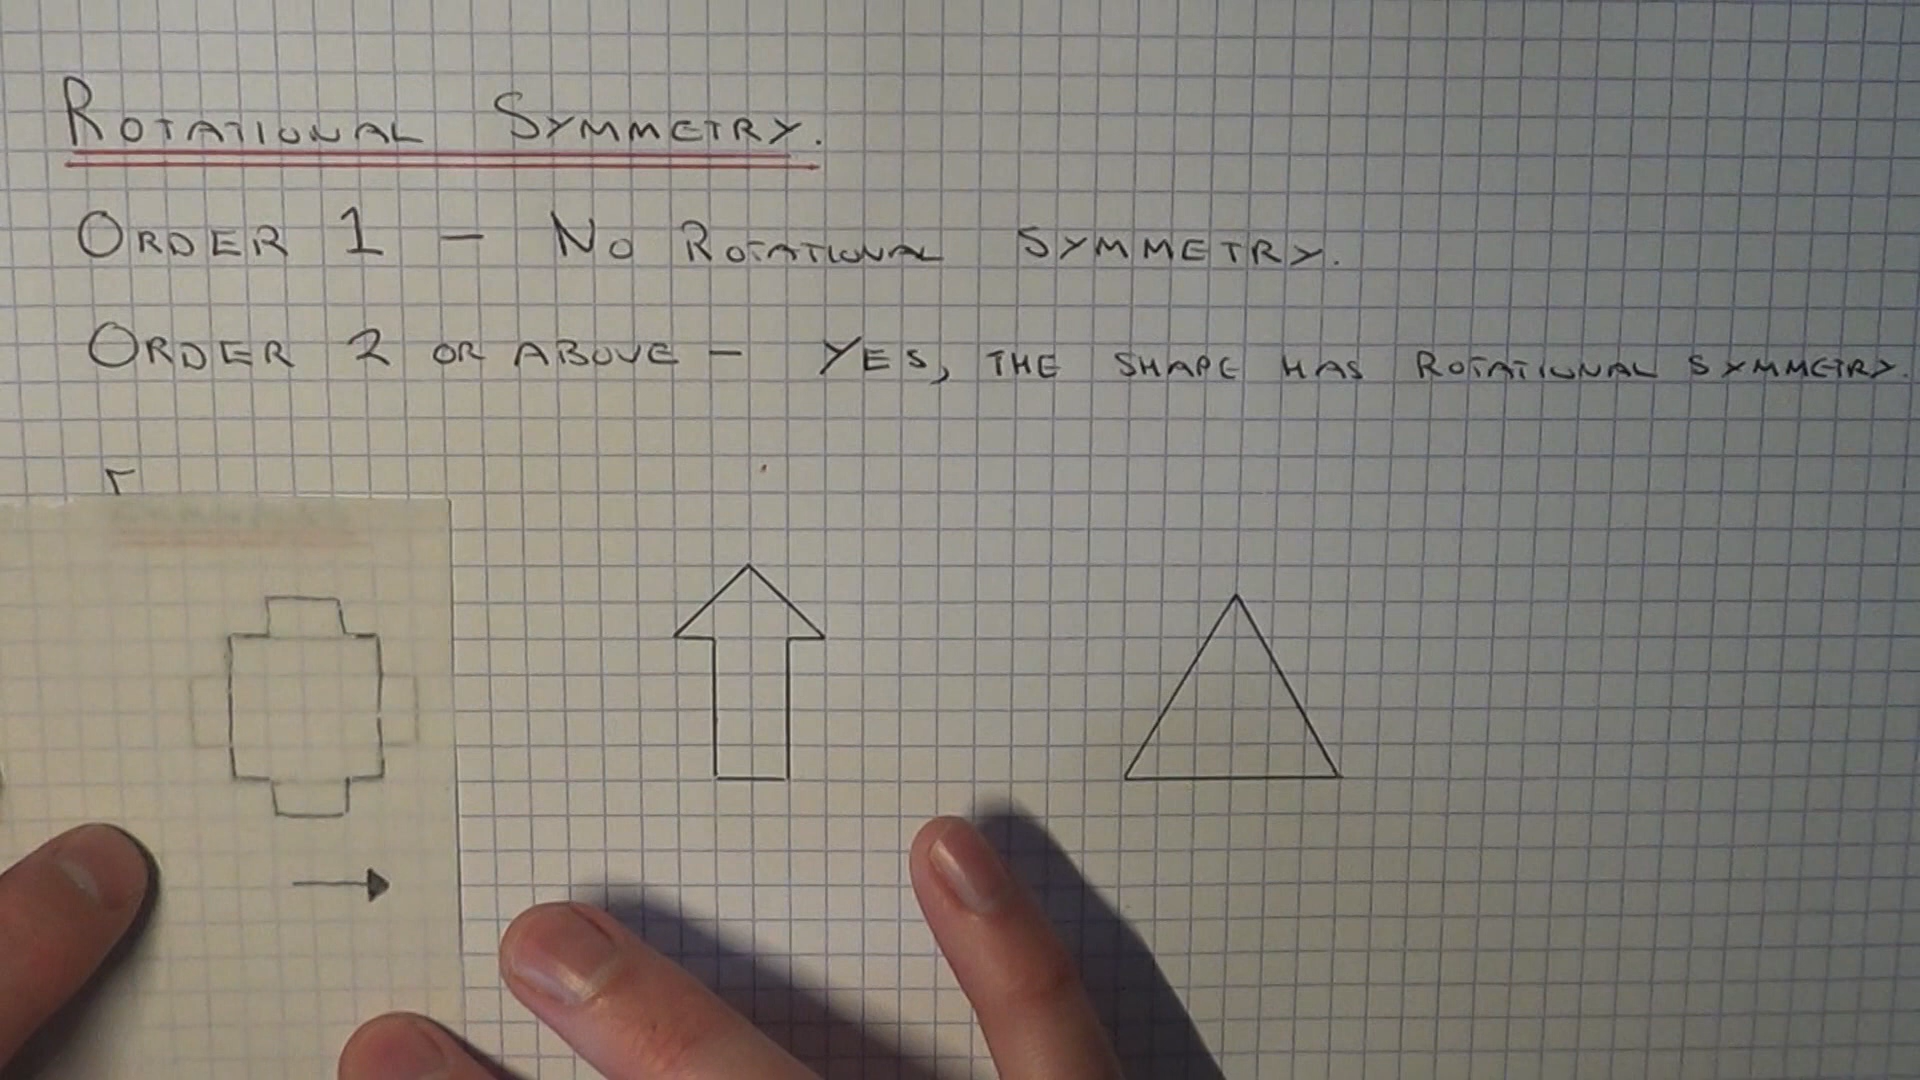 ROTATIONAL SYMMETRY.
ORDER 1 - NO ROTATIONAL SYMMETRY.
ORDER 2 OR ABOVE - YES, THE SHAPE HAS ROTATIONAL SYMMETRY.